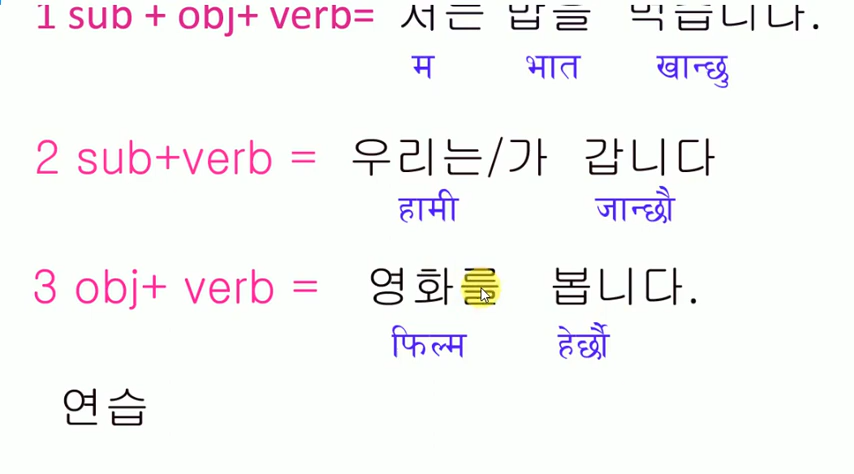 1 sub + obj+ verb= 저는 밥을 먹습니다.
म भात खान्छु
2 sub+verb = 우리는/가 갑니다
हामी जान्छौ
3 obj+ verb = 영화를 봅니다.
फिल्म हेर्छौ
연습